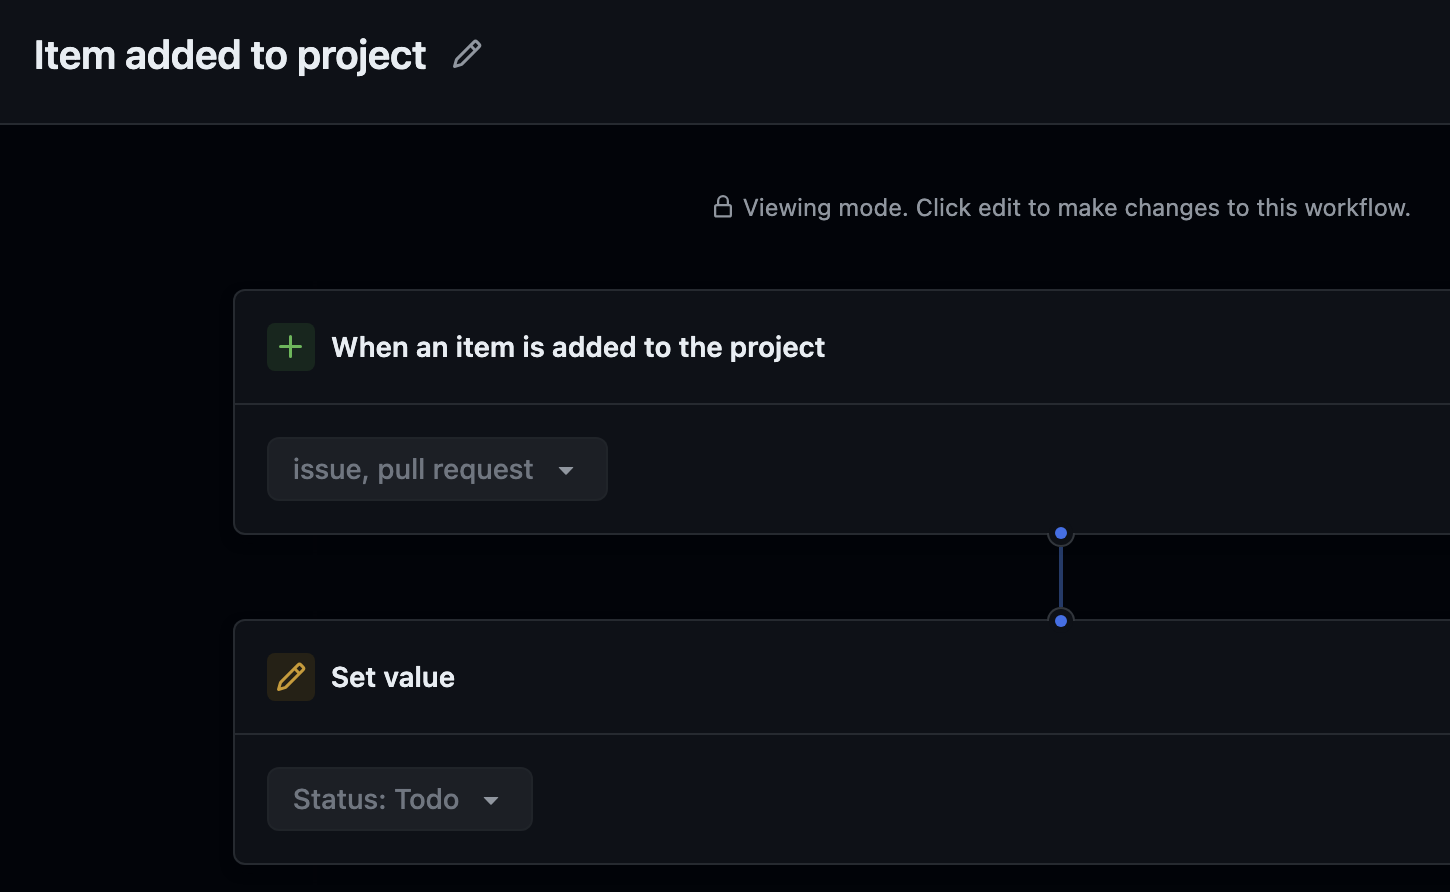 Item added to project
Viewing mode. Click edit to make changes to this workflow.
When an item is added to the project
issue, pull request
Set value
Status: Todo